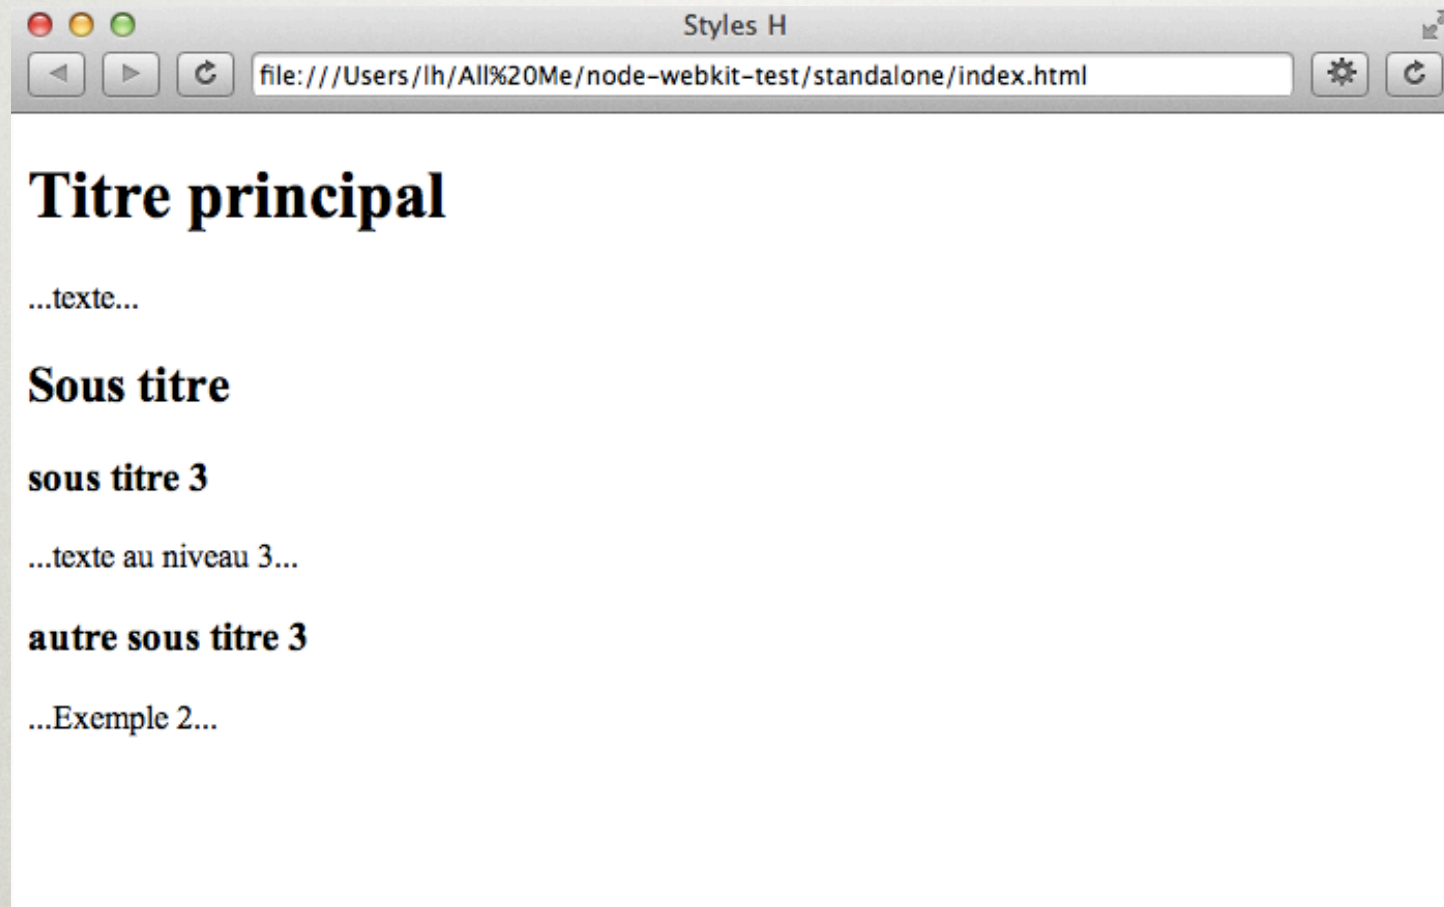 Styles H
file:///Users/lh/All%20Me/node-webkit-test/standalone/index.html
Titre principal
...texte...
Sous titre
sous titre 3
...texte au niveau 3...
autre sous titre 3
...Exemple 2...